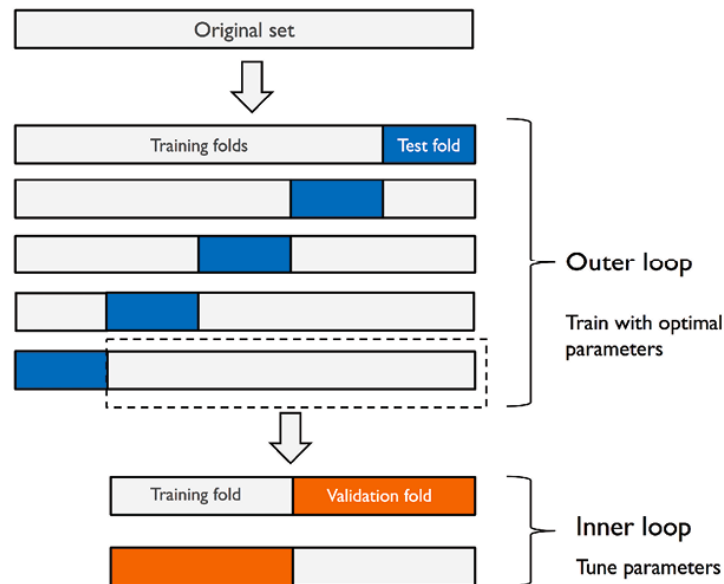 Original set
Training folds
Test fold
Outer loop
Train with optimal
parameters
Training fold
Validation fold
Inner loop
Tune parameters